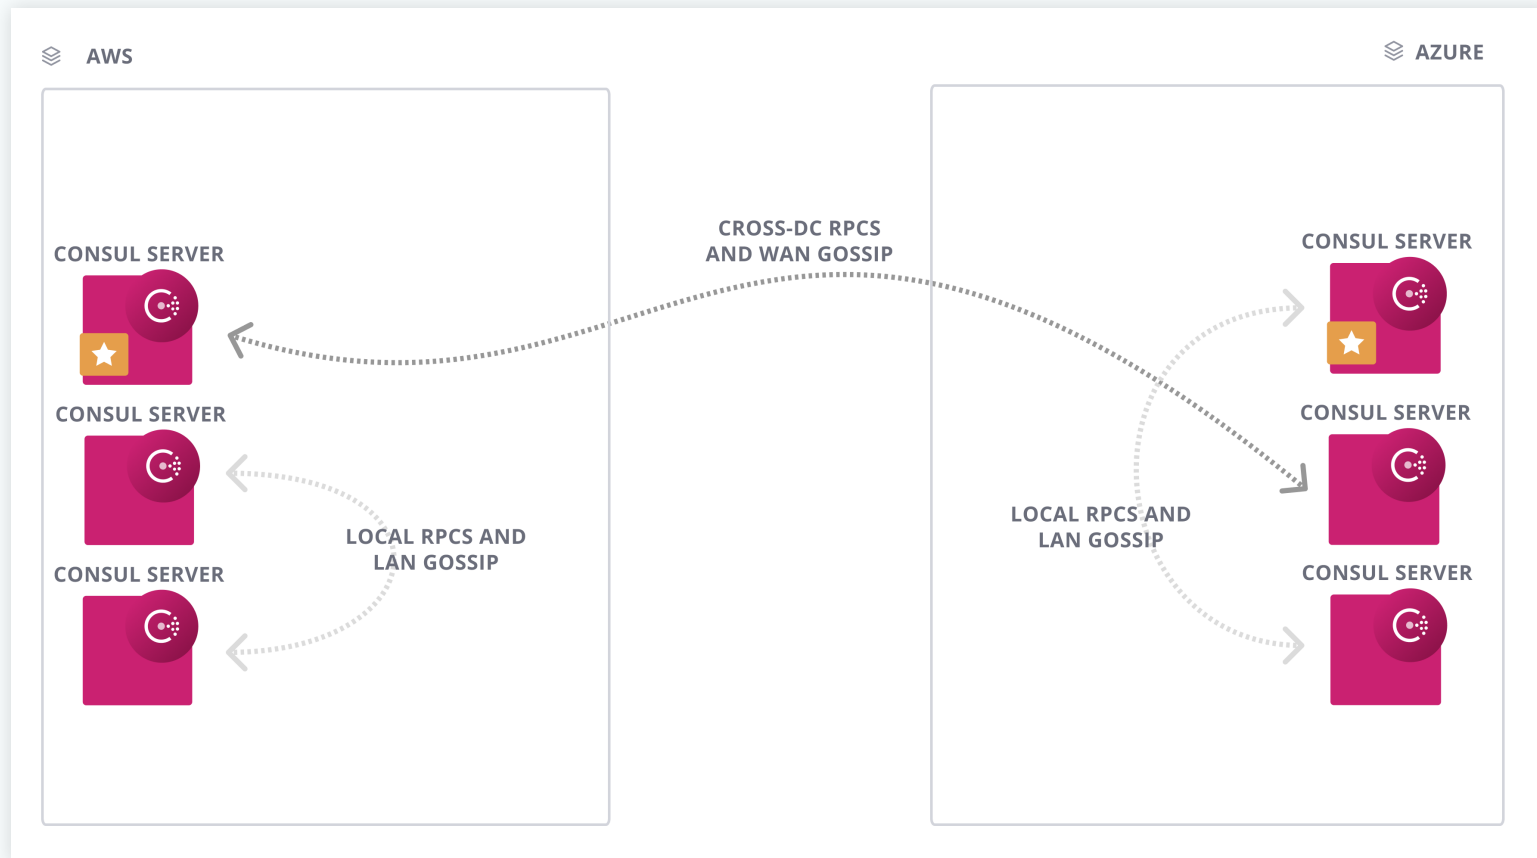 AWS
AZURE
CROSS-DC RPCS
AND WAN GOSSIP
CONSUL SERVER
CONSUL SERVER
CONSUL SERVER
LOCAL RPCS AND
LAN GOSSIP
CONSUL SERVER
CONSUL SERVER
LOCAL RPCS AND
LAN GOSSIP
CONSUL SERVER